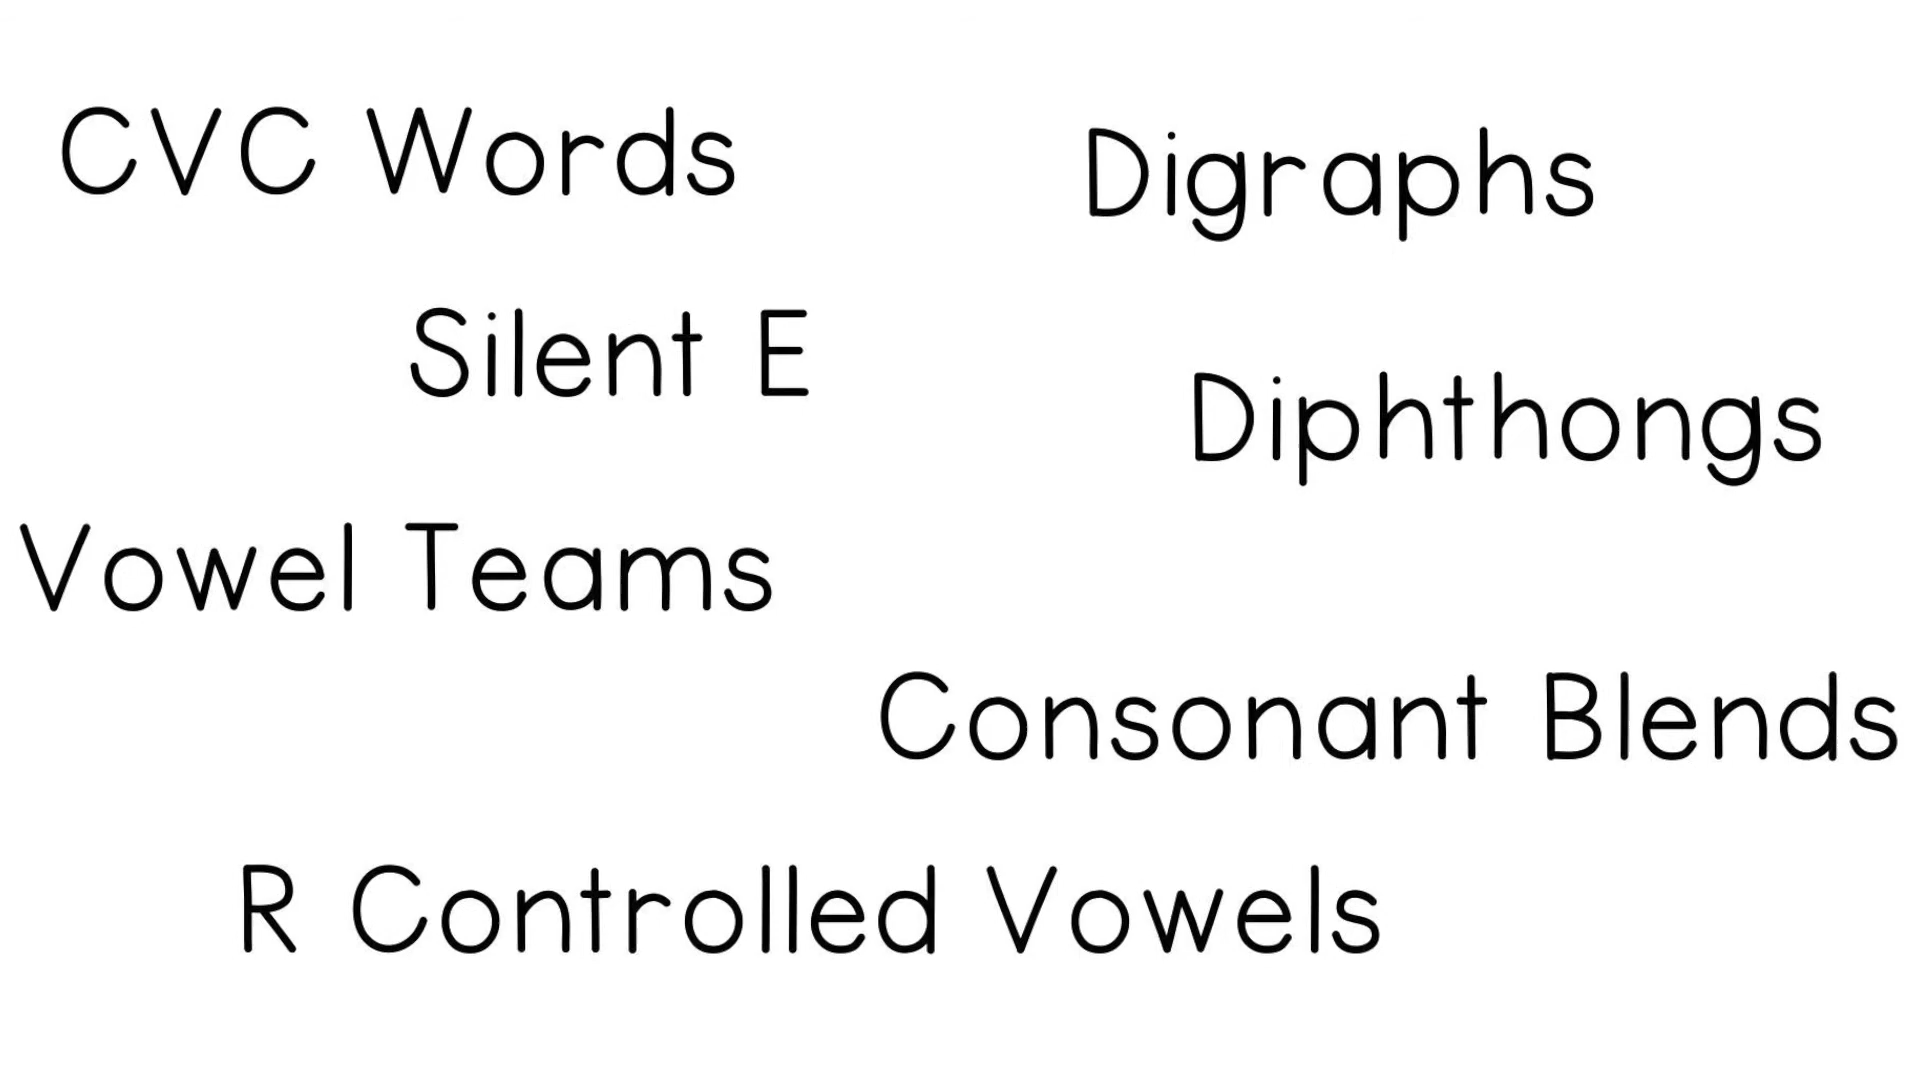 CVC Words
Digraphs
Silent E
Diphthongs
Vowel Teams
Consonant Blends
R Controlled Vowels